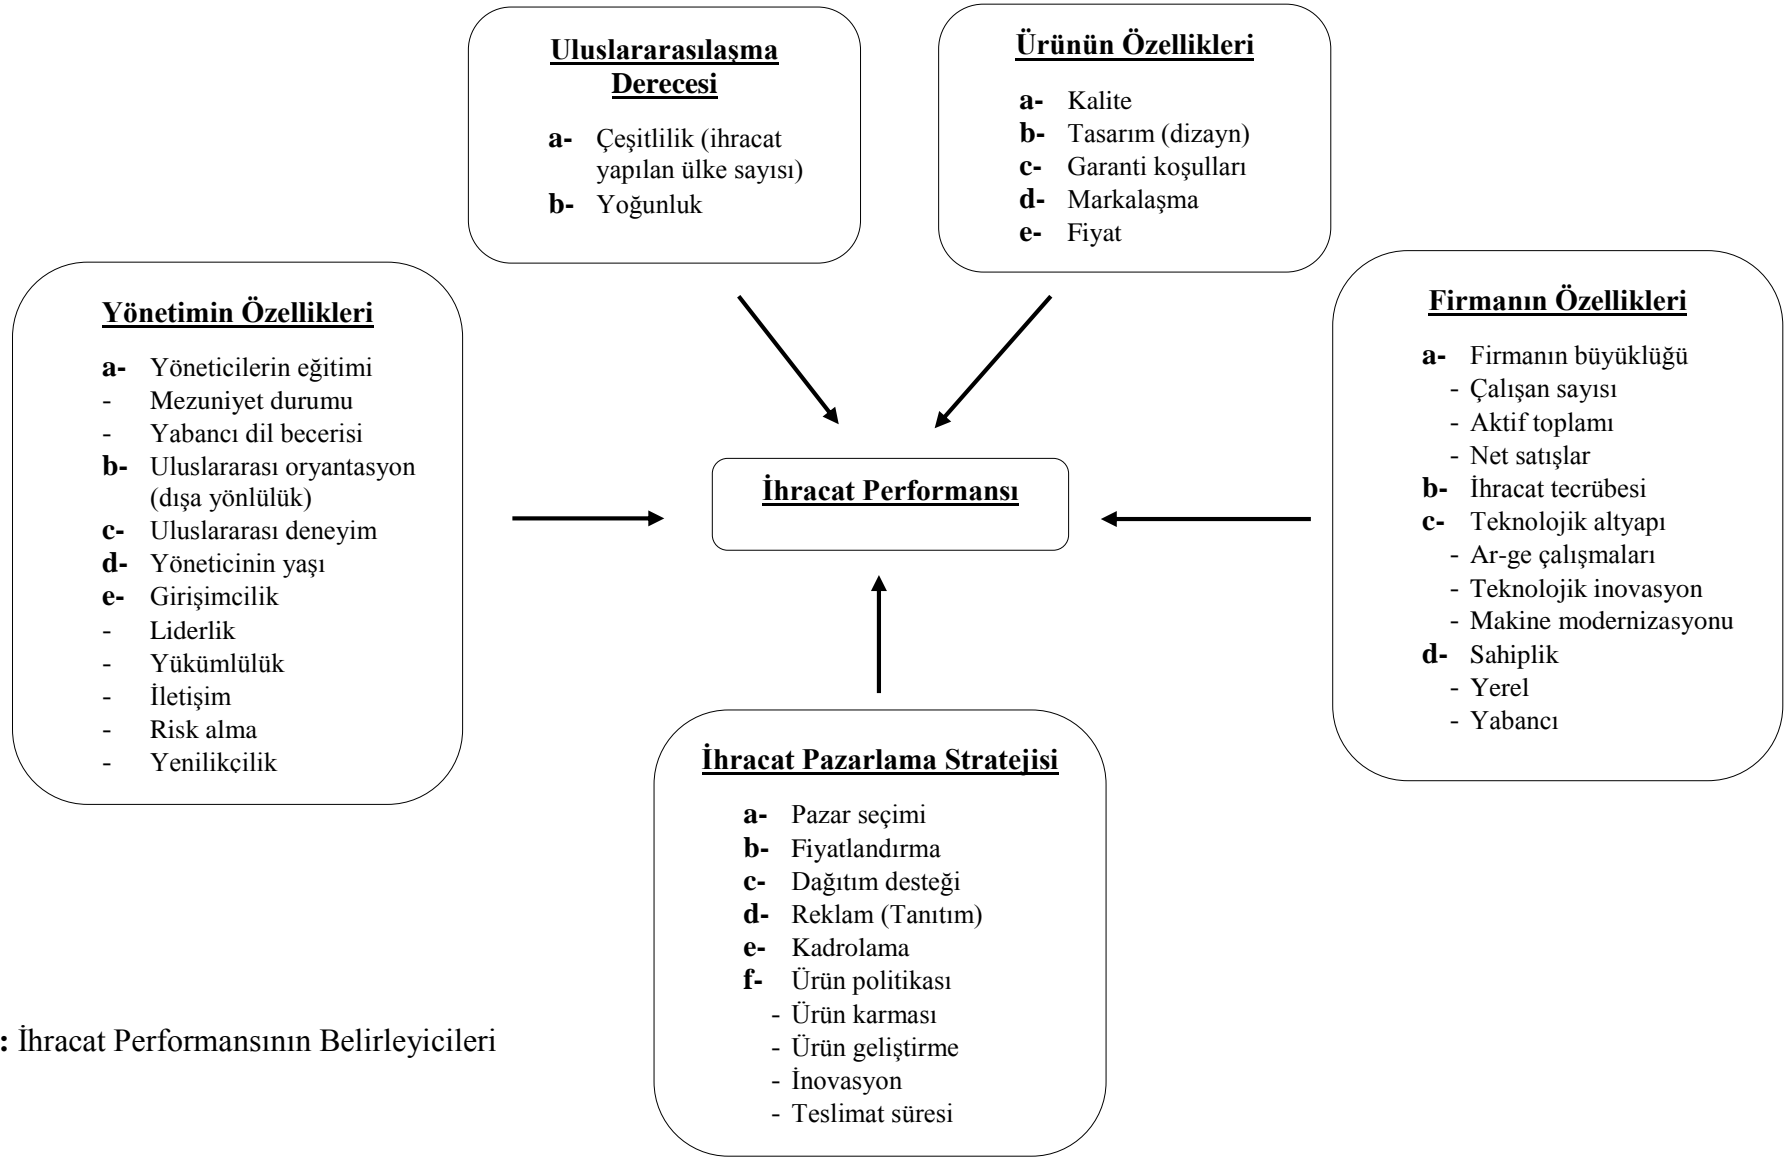 Uluslararasılaşma
Derecesi
a- Çeşitlilik (ihracat
yapılan ülke sayısı)
b- Yoğunluk
Ürünün Özellikleri
a- Kalite
b- Tasarım (dizayn)
c- Garanti koşulları
d- Markalaşma
e- Fiyat
Yönetimin Özellikleri
a- Yöneticilerin eğitimi
- Mezuniyet durumu
- Yabancı dil becerisi
b- Uluslararası oryantasyon
(dışa yönlülük)
c- Uluslararası deneyim
d- Yöneticinin yaşı
e- Girişimcilik
- Liderlik
- Yükümlülük
- İletişim
- Risk alma
- Yenilikçilik
İhracat Performansı
Firmanın Özellikleri
a- Firmanın büyüklüğü
- Çalışan sayısı
- Aktif toplamı
- Net satışlar
b- İhracat tecrübesi
c- Teknolojik altyapı
- Ar-ge çalışmaları
- Teknolojik inovasyon
- Makine modernizasyonu
d- Sahiplik
- Yerel
- Yabancı
İhracat Pazarlama Stratejisi
a- Pazar seçimi
b- Fiyatlandırma
c- Dağıtım desteği
d- Reklam (Tanıtım)
e- Kadrolama
f- Ürün politikası
- Ürün karması
- Ürün geliştirme
- İnovasyon
- Teslimat süresi
: İhracat Performansının Belirleyicileri